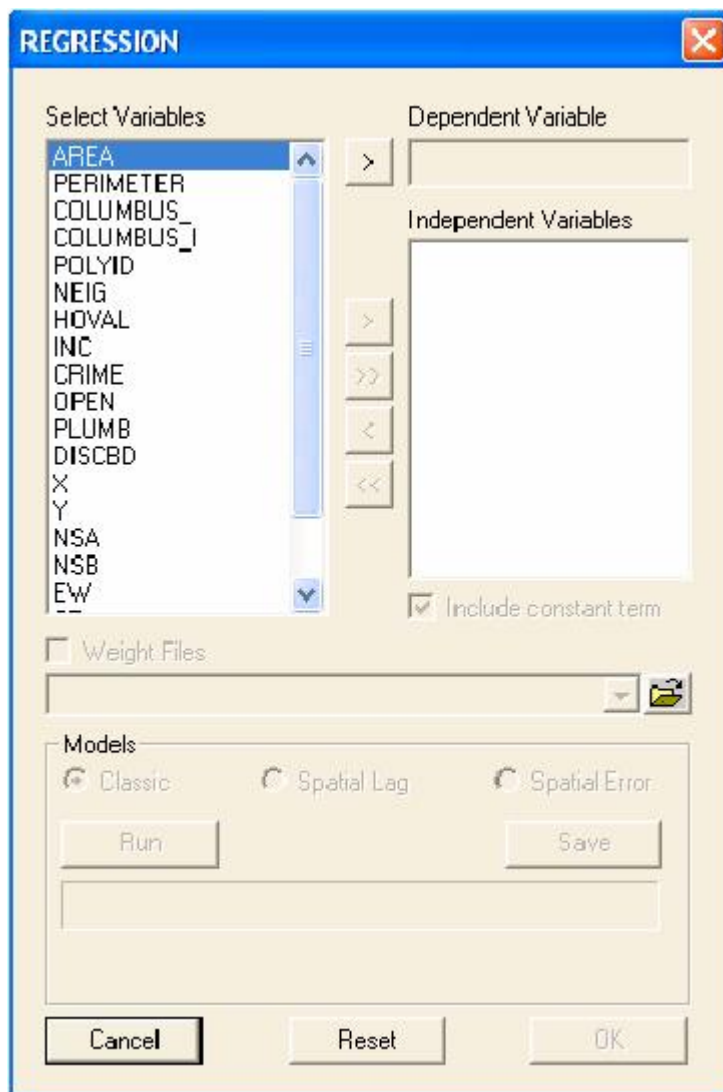 REGRESSION
Select Variables
AREA
PERIMETER
COLUMBUS_
COLUMBUS_I
POLYID
NEIG
HOVAL
INC
CRIME
OPEN
PLUMB
DISCBD
X
Y
NSA
NSB
EW
>
Dependent Variable
Independent Variables
>
>>
<
<<
Include constant term
Weight Files
Models
Classic Spatial Lag Spatial Error
Run Save
Cancel Reset OK